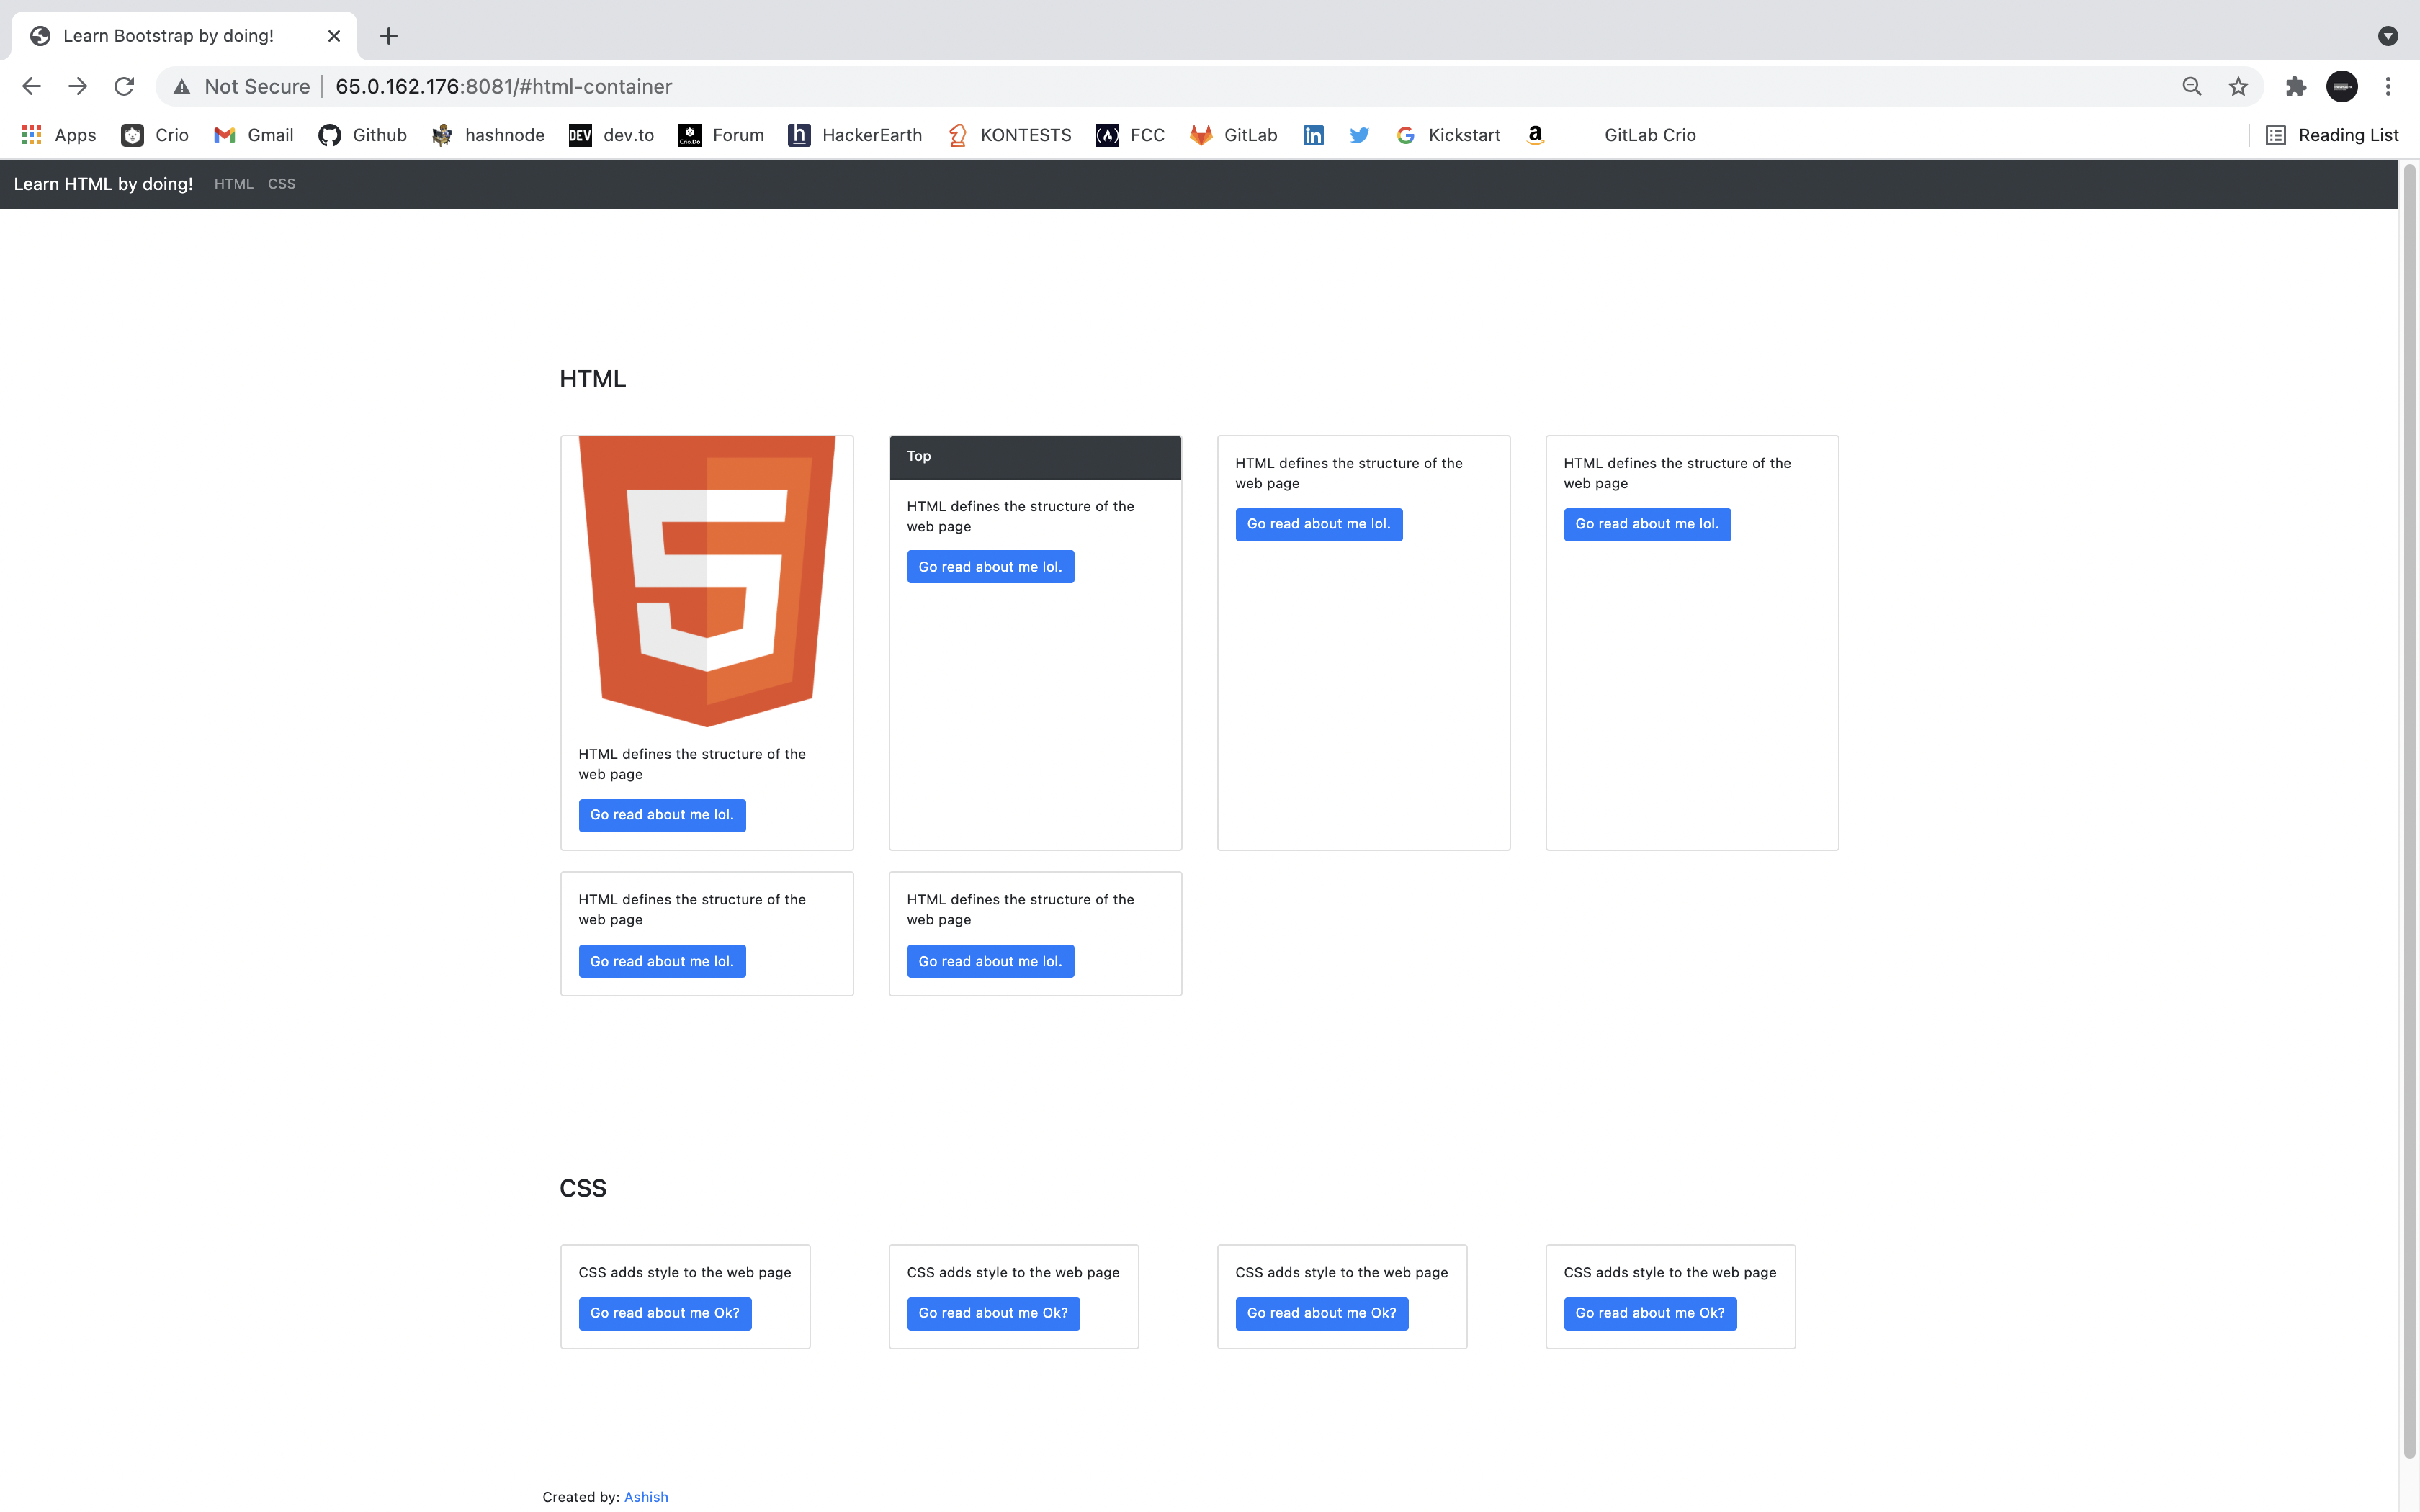 Learn Bootstrap by doing!
Not Secure 65.0.162.176:8081/#html-container
Apps Crio Gmail Github hashnode DEV dev.to Crio.Do Forum h HackerEarth KONTESTS FCC GitLab in Kickstart a GitLab Crio Reading List
Learn HTML by doing! HTML CSS
HTML
HTML defines the structure of the
web page
Go read about me lol.
Top
HTML defines the structure of the
web page
Go read about me lol.
HTML defines the structure of the
web page
Go read about me lol.
HTML defines the structure of the
web page
Go read about me lol.
HTML defines the structure of the
web page
Go read about me lol.
HTML defines the structure of the
web page
Go read about me lol.
CSS
CSS adds style to the web page
Go read about me Ok?
CSS adds style to the web page
Go read about me Ok?
CSS adds style to the web page
Go read about me Ok?
CSS adds style to the web page
Go read about me Ok?
Created by: Ashish